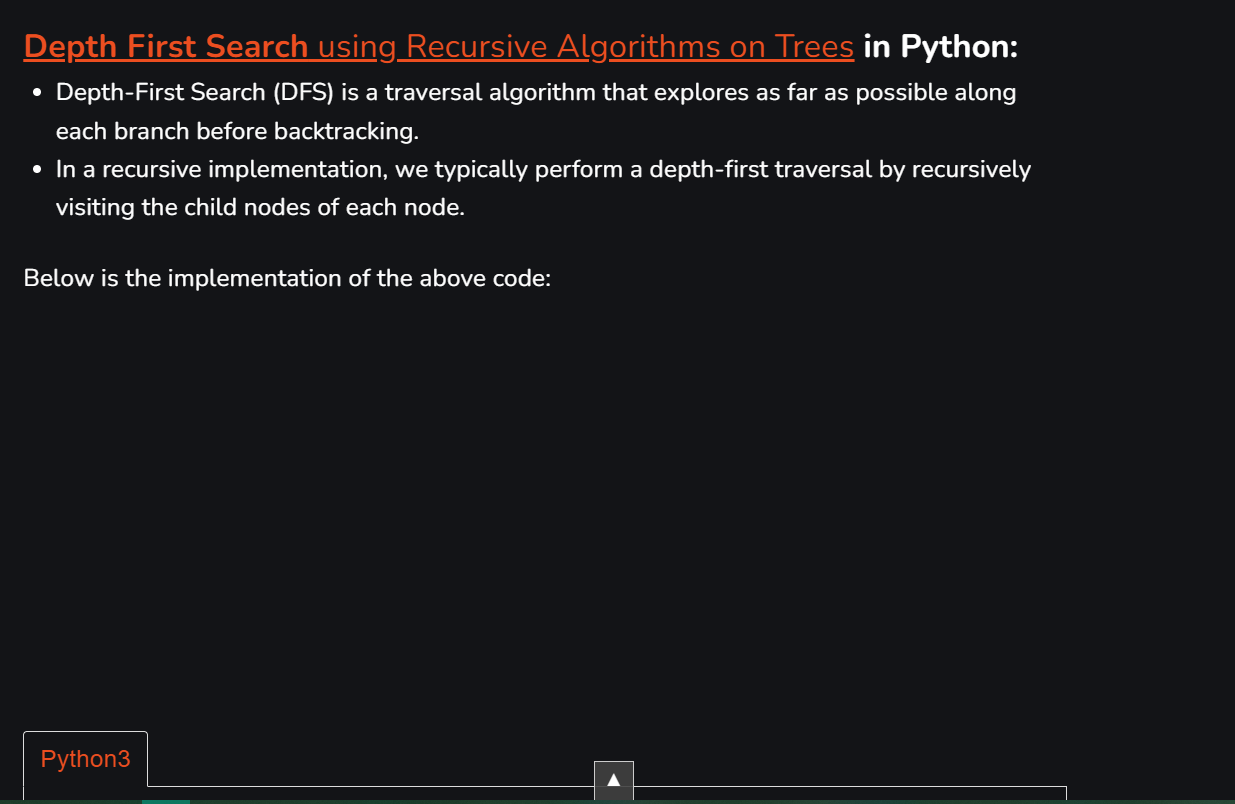 Depth First Search using Recursive Algorithms on Trees in Python:
• Depth-First Search (DFS) is a traversal algorithm that explores as far as possible along
each branch before backtracking.
• In a recursive implementation, we typically perform a depth-first traversal by recursively
visiting the child nodes of each node.
Below is the implementation of the above code:
Python3
▲